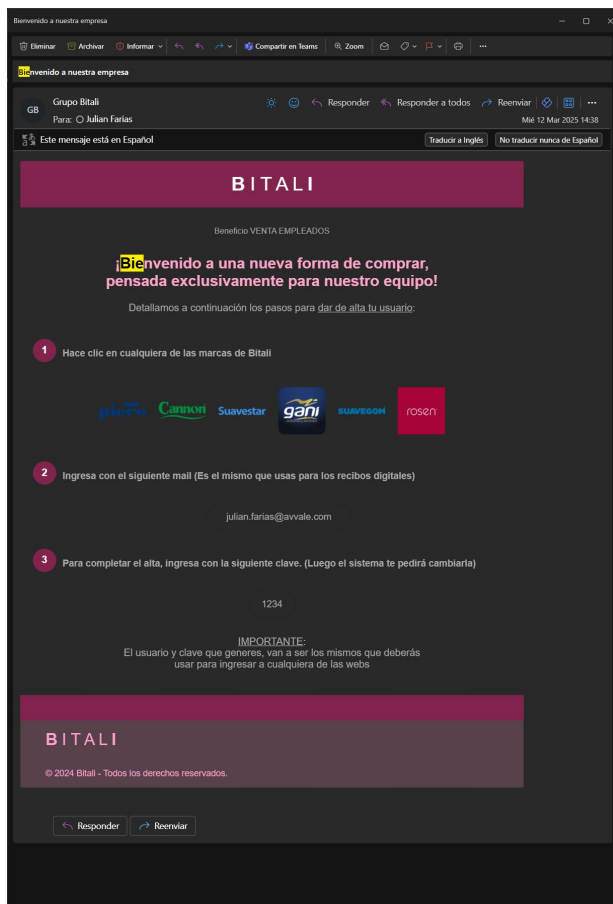 Bienvenido a nuestra empresa
Eliminar Archivar Informar Compartir en Teams Zoom
Bienvenido a nuestra empresa
GB
Grupo Bitali
Responder Responder a todos Reenviar
Para: Julian Farias
Mié 12 Mar 2025 14:38
Este mensaje está en Español
Traducir a Inglés No traducir nunca de Español
BITALI
Beneficio VENTA EMPLEADOS
¡Bienvenido a una nueva forma de comprar,
pensada exclusivamente para nuestro equipo!
Detallamos a continuación los pasos para dar de alta tu usuario:
1 Hace clic en cualquiera de las marcas de Bitali
piero Cannon Suavestar gani SUAVEGOM rosen
2 Ingresa con el siguiente mail (Es el mismo que usas para los recibos digitales)
julian.farias@avvale.com
3 Para completar el alta, ingresa con la siguiente clave. (Luego el sistema te pedirá cambiarla)
1234
IMPORTANTE:
El usuario y clave que generes, van a ser los mismos que deberás
usar para ingresar a cualquiera de las webs
BITALI
© 2024 Bitali - Todos los derechos reservados.
Responder Reenviar